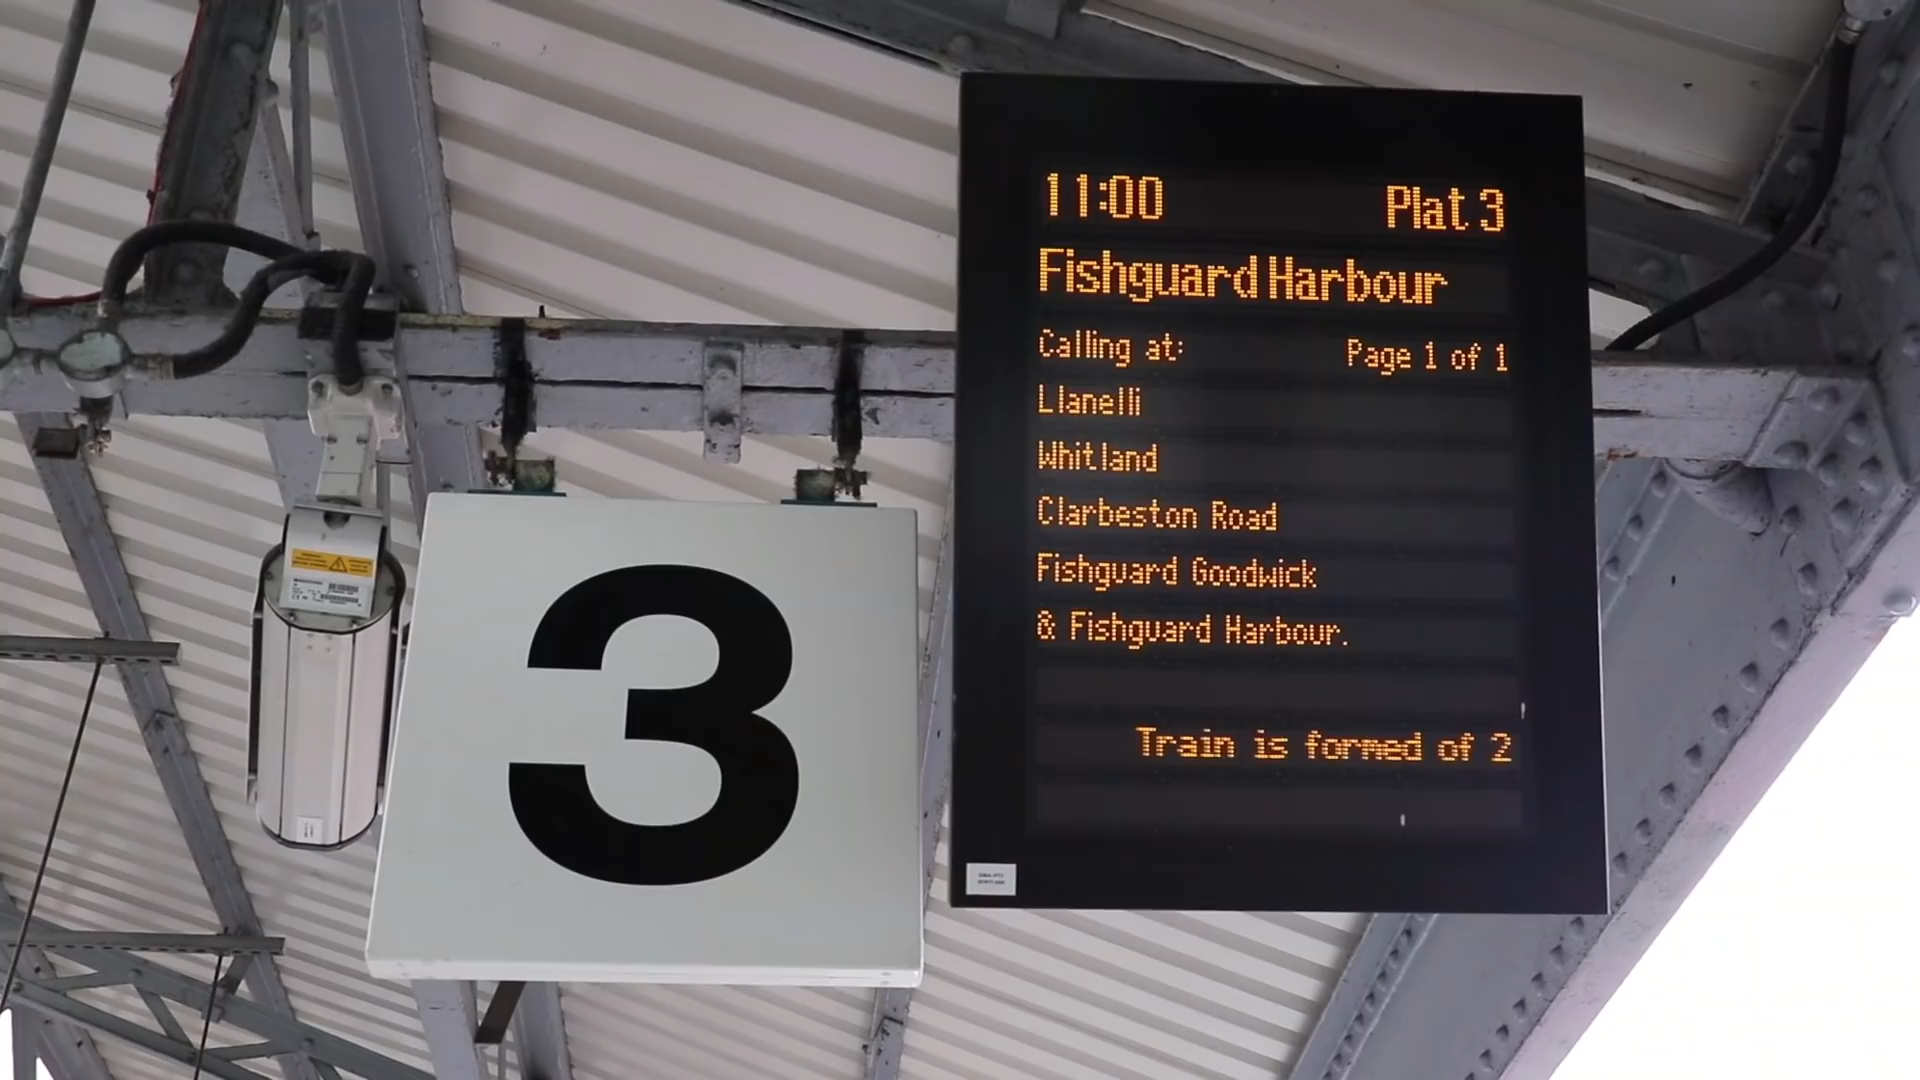 11:00 Plat 3
Fishguard Harbour
Calling at: Page 1 of 1
Llanelli
Whitland
Clarbeston Road
Fishguard Goodwick
& Fishguard Harbour.
Train is formed of 2
3